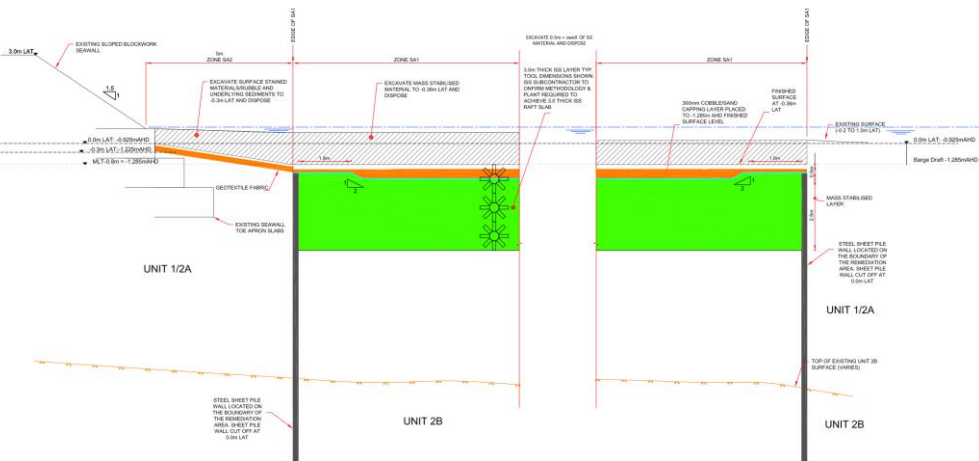 EXISTING SLOPED BLOCKWORK
SEAWALL
3.0m LAT
1.5
1
5m
ZONE SA2
EDGE OF SA1
ZONE SA1
EXCAVATE SURFACE STAINED
MATERIALS/RUBBLE AND
UNDERLYING SEDIMENTS TO
-0.3m LAT AND DISPOSE
EXCAVATE MASS STABILISED
MATERIAL TO -0.36m LAT AND
DISPOSE
EXCAVATE 0.5m + swell OF ISS
MATERIAL AND DISPOSE
3.0m THICK ISS LAYER TYP.
TOOL DIMENSIONS SHOWN.
ISS SUBCONTRACTOR TO
CONFIRM METHODOLOGY &
PLANT REQUIRED TO
ACHIEVE 3.0 THICK ISS
RAFT SLAB
ZONE SA1
EDGE OF SA1
300mm COBBLE/SAND
CAPPING LAYER PLACED
TO -1.285m AHD FINISHED
SURFACE LEVEL
FINISHED
SURFACE
AT -0.36m
LAT
EXISTING SURFACE
(-0.2 TO 1.0m LAT)
0.0m LAT: -0.925mAHD
-0.3m LAT: -1.225mAHD
MLT-0.8m = -1.285mAHD
0.0m LAT: -0.925mAHD
Barge Draft -1.285mAHD
1.8m
1
2
1.5m
1
2
GEOTEXTILE FABRIC
EXISTING SEAWALL
TOE APRON SLABS
MASS STABILISED
LAYER
2.5m
STEEL SHEET PILE
WALL LOCATED ON
THE BOUNDARY OF
THE REMEDIATION
AREA. SHEET PILE
WALL CUT OFF AT
0.0m LAT
UNIT 1/2A
UNIT 1/2A
TOP OF EXISTING UNIT 2B
SURFACE (VARIES)
STEEL SHEET PILE
WALL LOCATED ON
THE BOUNDARY OF
THE REMEDIATION
AREA. SHEET PILE
WALL CUT OFF AT
0.0m LAT
UNIT 2B
UNIT 2B